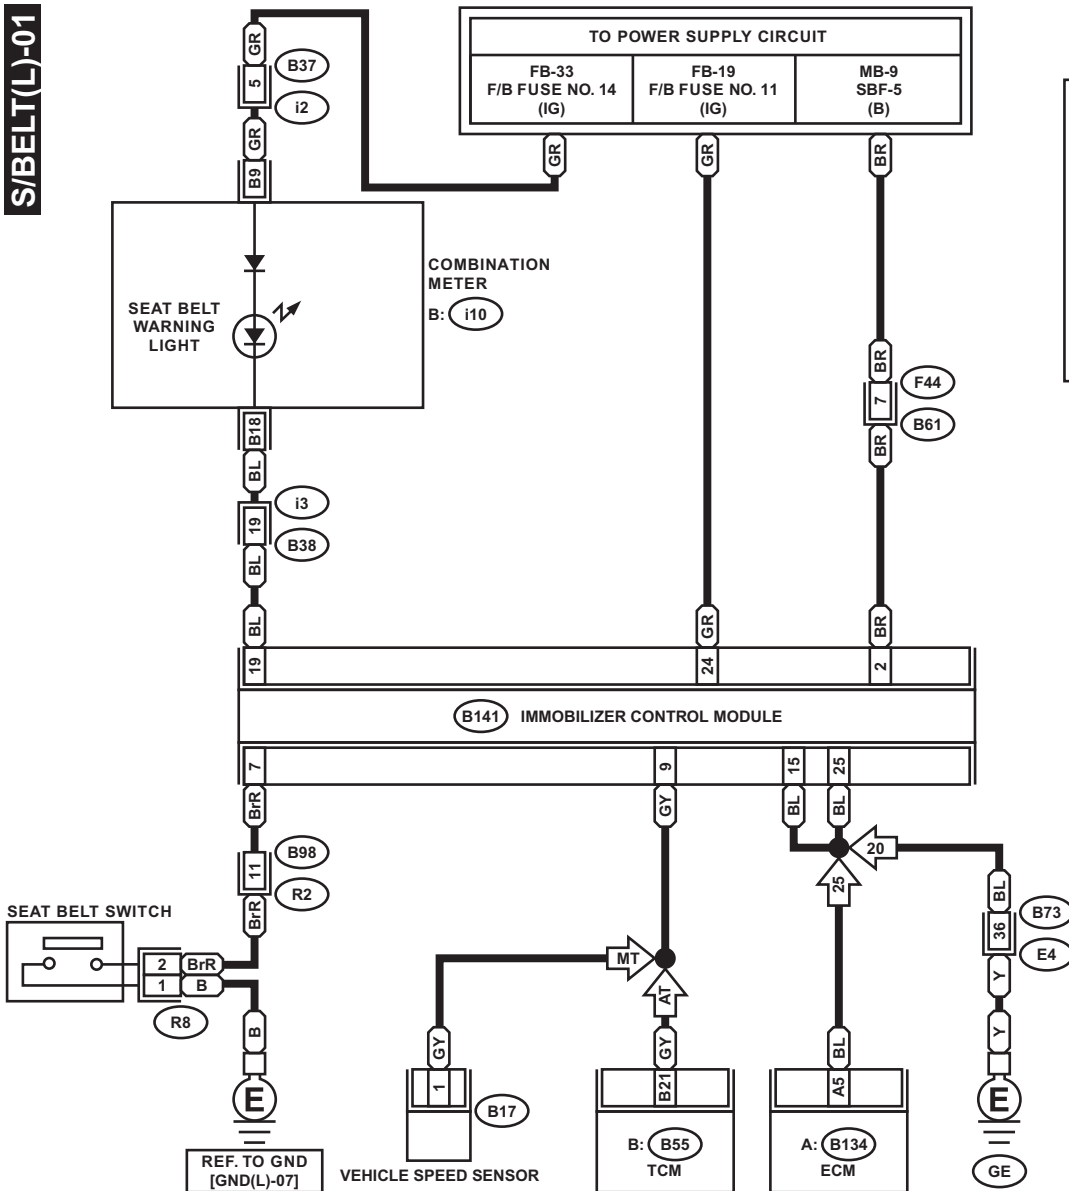 S/BELT(L)-01
TO POWER SUPPLY CIRCUIT
FB-33
F/B FUSE NO. 14
(IG)
FB-19
F/B FUSE NO. 11
(IG)
MB-9
SBF-5
(B)
GR
5
B37
i2
GR
B9
GR
GR
BR
COMBINATION
METER
B: i10
SEAT BELT
WARNING
LIGHT
BR
7
F44
B61
BR
B18
BL
i3
19
B38
BL
BL
GR
BR
19
24
2
B141 IMMOBILIZER CONTROL MODULE
7
9
15
25
BrR
GY
BL
BL
B98
11
R2
BrR
20
25
BL
B73
36
E4
Y
Y
SEAT BELT SWITCH
2 BrR
1 B
R8
B
MT
AT
GY
GY
BL
1
B21
A5
B17
E
E
REF. TO GND
[GND(L)-07]
VEHICLE SPEED SENSOR
B: B55
TCM
A: B134
ECM
GE